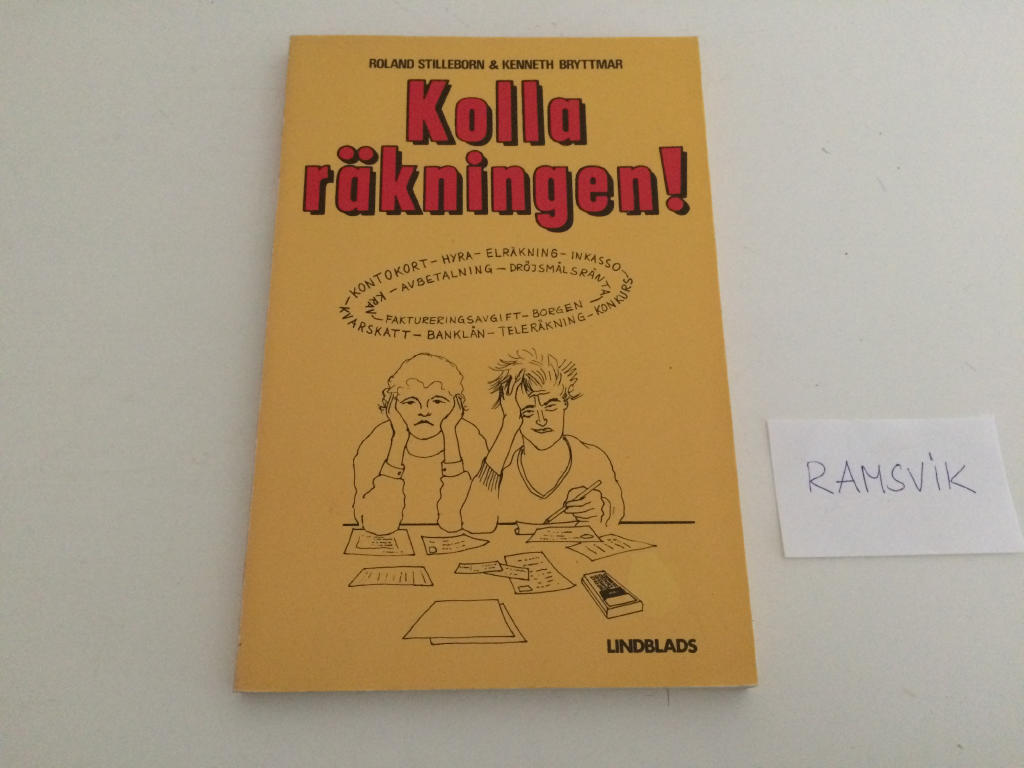 ROLAND STILLEBORN & KENNETH BRYTTMAR
Kolla
räkningen!
KONTOKORT – HYRA – ELRÄKNING – INKASSO
KRAV – AVBETALNING – DRÖJSMÅLSRÄNTA
FAKTURERINGSAVGIFT – BORGEN
KVARSKATT – BANKLÅN – TELERÄKNING – KONKURS
LINDBLADS
RAMSVIK